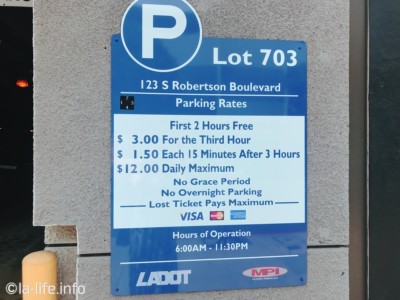 P
Lot 703
123 S Robertson Boulevard
Parking Rates
First 2 Hours Free
$ 3.00 For the Third Hour
$ 1.50 Each 15 Minutes After 3 Hours
$12.00 Daily Maximum
No Grace Period
No Overnight Parking
Lost Ticket Pays Maximum
VISA
Hours of Operation
6:00AM - 11:30PM
LADOT
MPI
©la-life.info